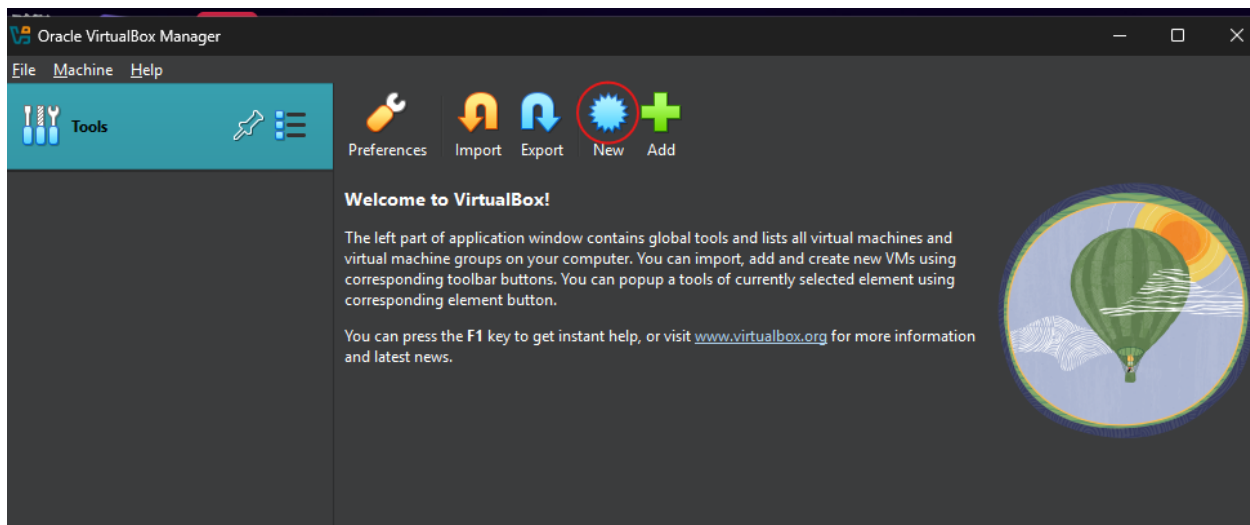 Oracle VirtualBox Manager
File Machine Help
Tools
Preferences Import Export New Add
Welcome to VirtualBox!
The left part of application window contains global tools and lists all virtual machines and
virtual machine groups on your computer. You can import, add and create new VMs using
corresponding toolbar buttons. You can popup a tools of currently selected element using
corresponding element button.
You can press the F1 key to get instant help, or visit www.virtualbox.org for more information
and latest news.